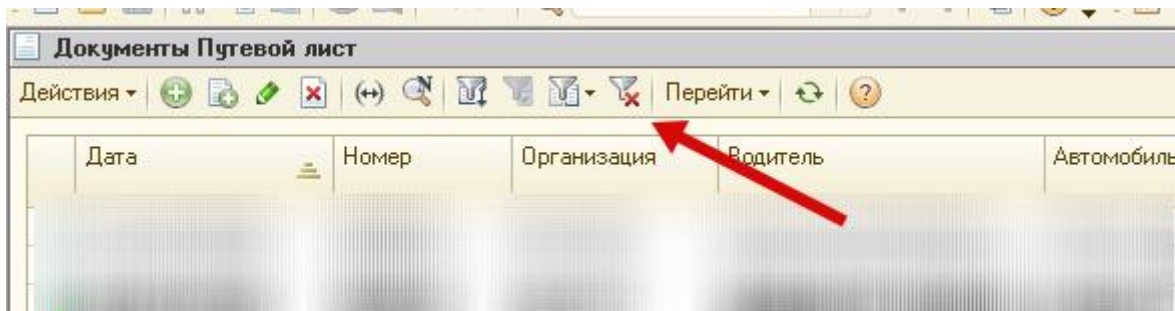 Документы Путевой лист
Действия Перейти
Дата Номер Организация Водитель Автомобиль